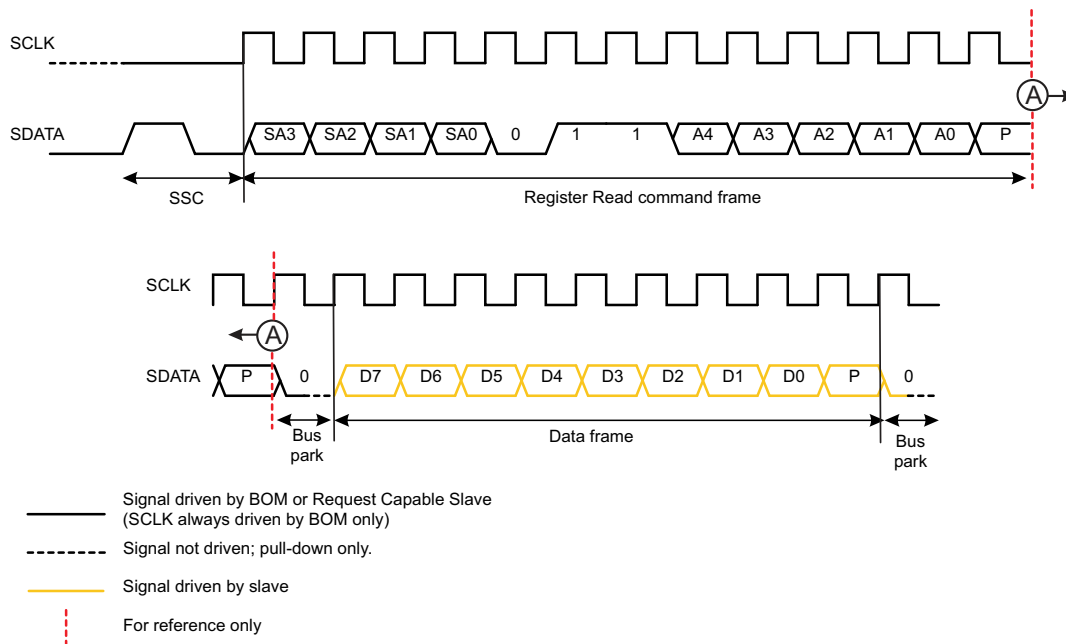 SCLK
A
SDATA
SA3 SA2 SA1 SA0 0 1 1 A4 A3 A2 A1 A0 P
SSC
Register Read command frame
SCLK
A
SDATA
P 0 D7 D6 D5 D4 D3 D2 D1 D0 P 0
Bus
park
Data frame
Bus
park
Signal driven by BOM or Request Capable Slave
(SCLK always driven by BOM only)
Signal not driven; pull-down only.
Signal driven by slave
For reference only